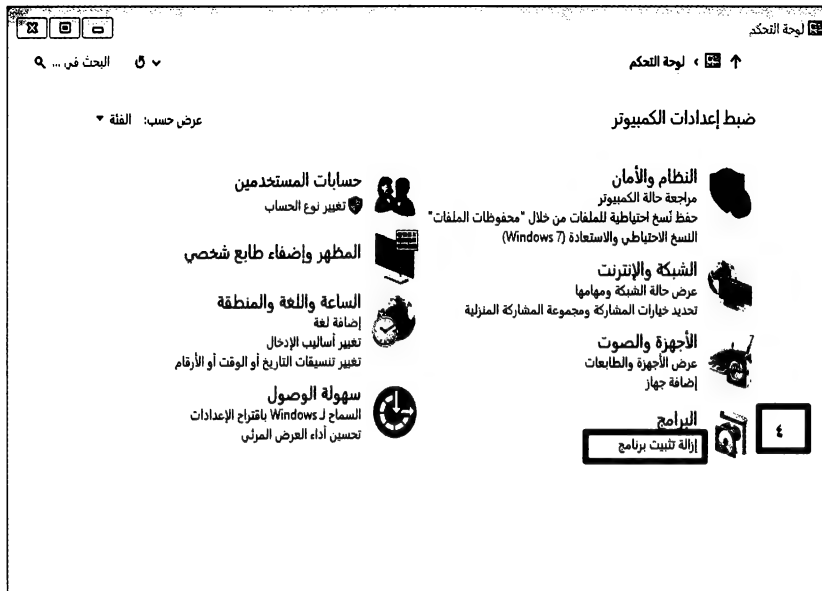 لوحة التحكم
لوحة التحكم
البحث في ...
ضبط إعدادات الكمبيوتر
عرض حسب: الفئة
النظام والأمان
مراجعة حالة الكمبيوتر
حفظ نُسخ احتياطية للملفات من خلال "محفوظات الملفات"
النسخ الاحتياطي والاستعادة (Windows 7)
الشبكة والإنترنت
عرض حالة الشبكة ومهامها
تحديد خيارات المشاركة ومجموعة المشاركة المنزلية
الأجهزة والصوت
عرض الأجهزة والطابعات
إضافة جهاز
٤
البرامج
إزالة تثبيت برنامج
حسابات المستخدمين
تغيير نوع الحساب
المظهر وإضفاء طابع شخصي
الساعة واللغة والمنطقة
إضافة لغة
تغيير أساليب الإدخال
تغيير تنسيقات التاريخ أو الوقت أو الأرقام
سهولة الوصول
السماح لـ Windows باقتراح الإعدادات
تحسين أداء العرض المرئي